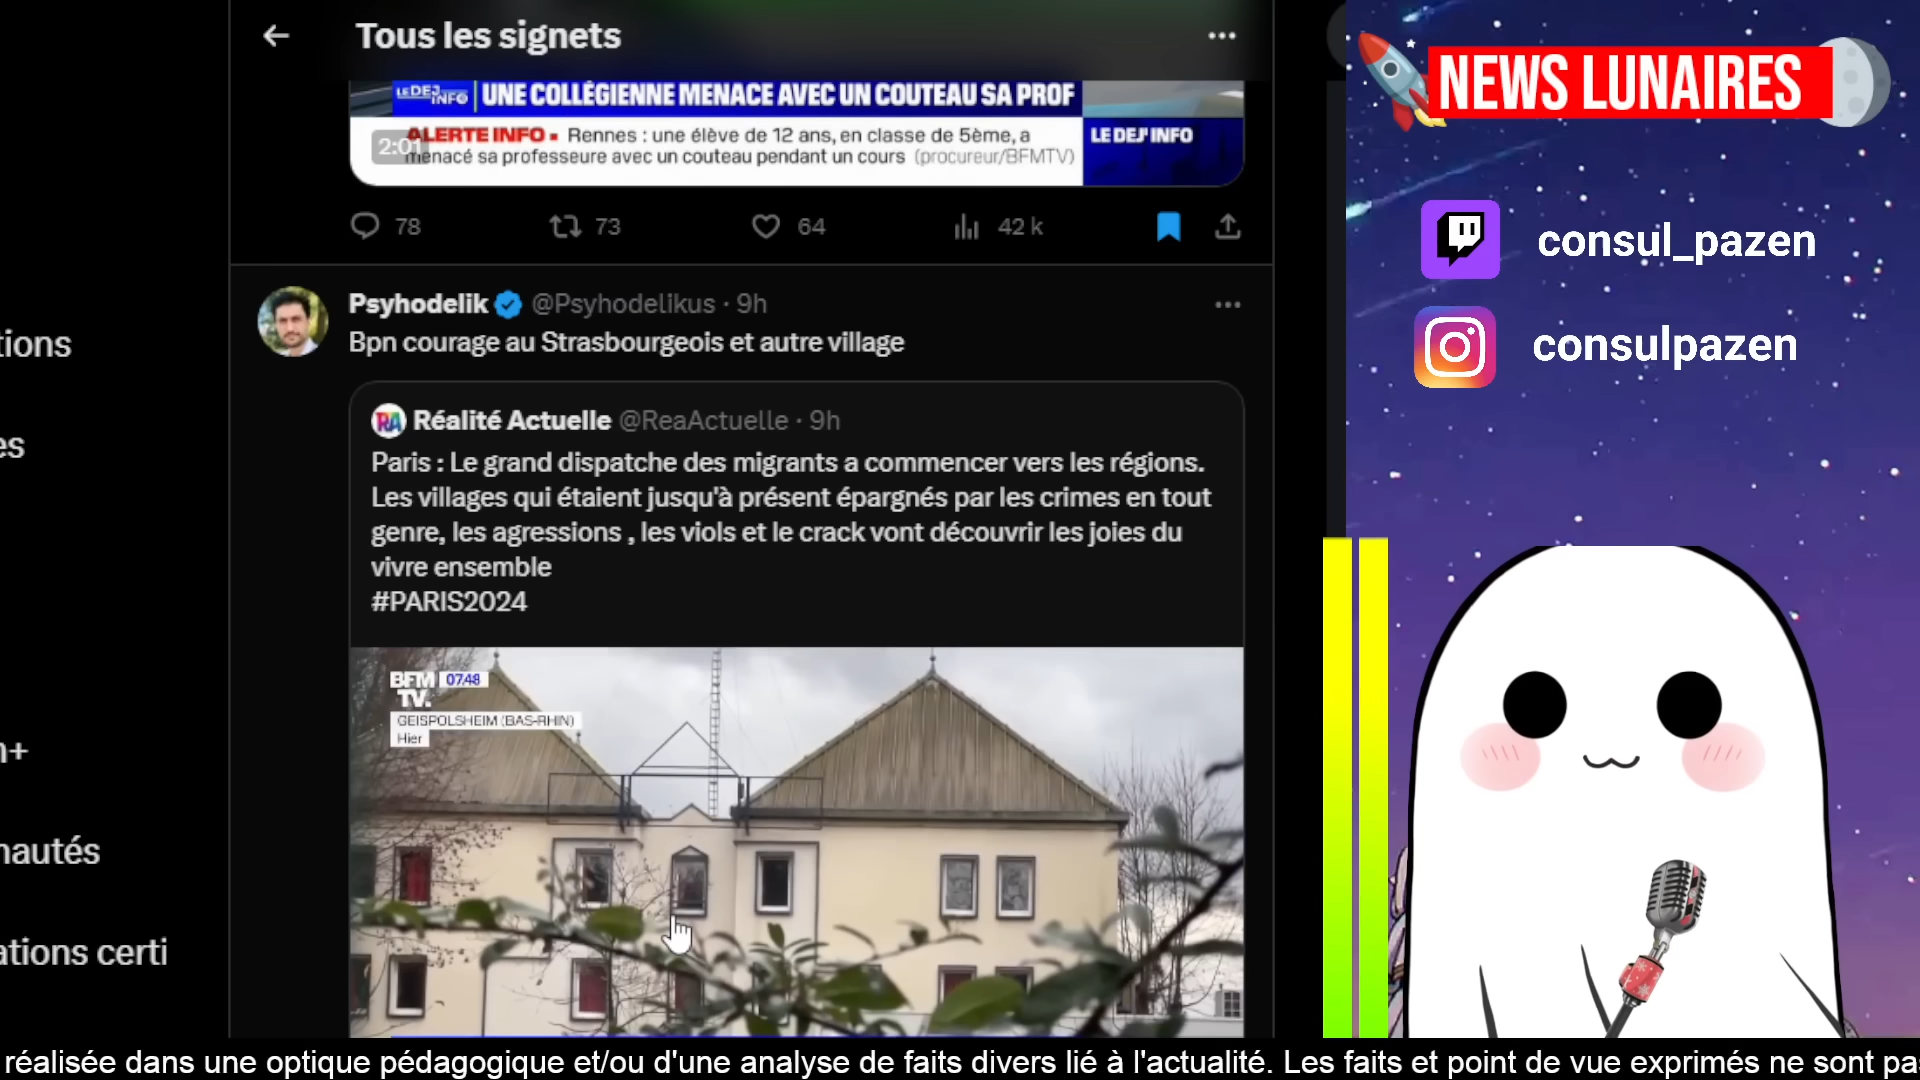 Tous les signets
LE DEJ' INFO
UNE COLLÉGIENNE MENACE AVEC UN COUTEAU SA PROF
ALERTE INFO ▪ Rennes : une élève de 12 ans, en classe de 5ème, a
menacé sa professeure avec un couteau pendant un cours (procureur/BFMTV)
2:01
LE DEJ' INFO
78
73
64
42 k
Psyhodelik @Psyhodelikus · 9h
Bpn courage au Strasbourgeois et autre village
RA Réalité Actuelle @ReaActuelle · 9h
Paris : Le grand dispatche des migrants a commencer vers les régions.
Les villages qui étaient jusqu'à présent épargnés par les crimes en tout
genre, les agressions , les viols et le crack vont découvrir les joies du
vivre ensemble
#PARIS2024
BFM 07.48
TV.
GEISPOLSHEIM (BAS-RHIN)
Hier
tions
es
n+
nautés
ations certi
NEWS LUNAIRES
consul_pazen
consulpazen
réalisée dans une optique pédagogique et/ou d'une analyse de faits divers lié à l'actualité. Les faits et point de vue exprimés ne sont pa